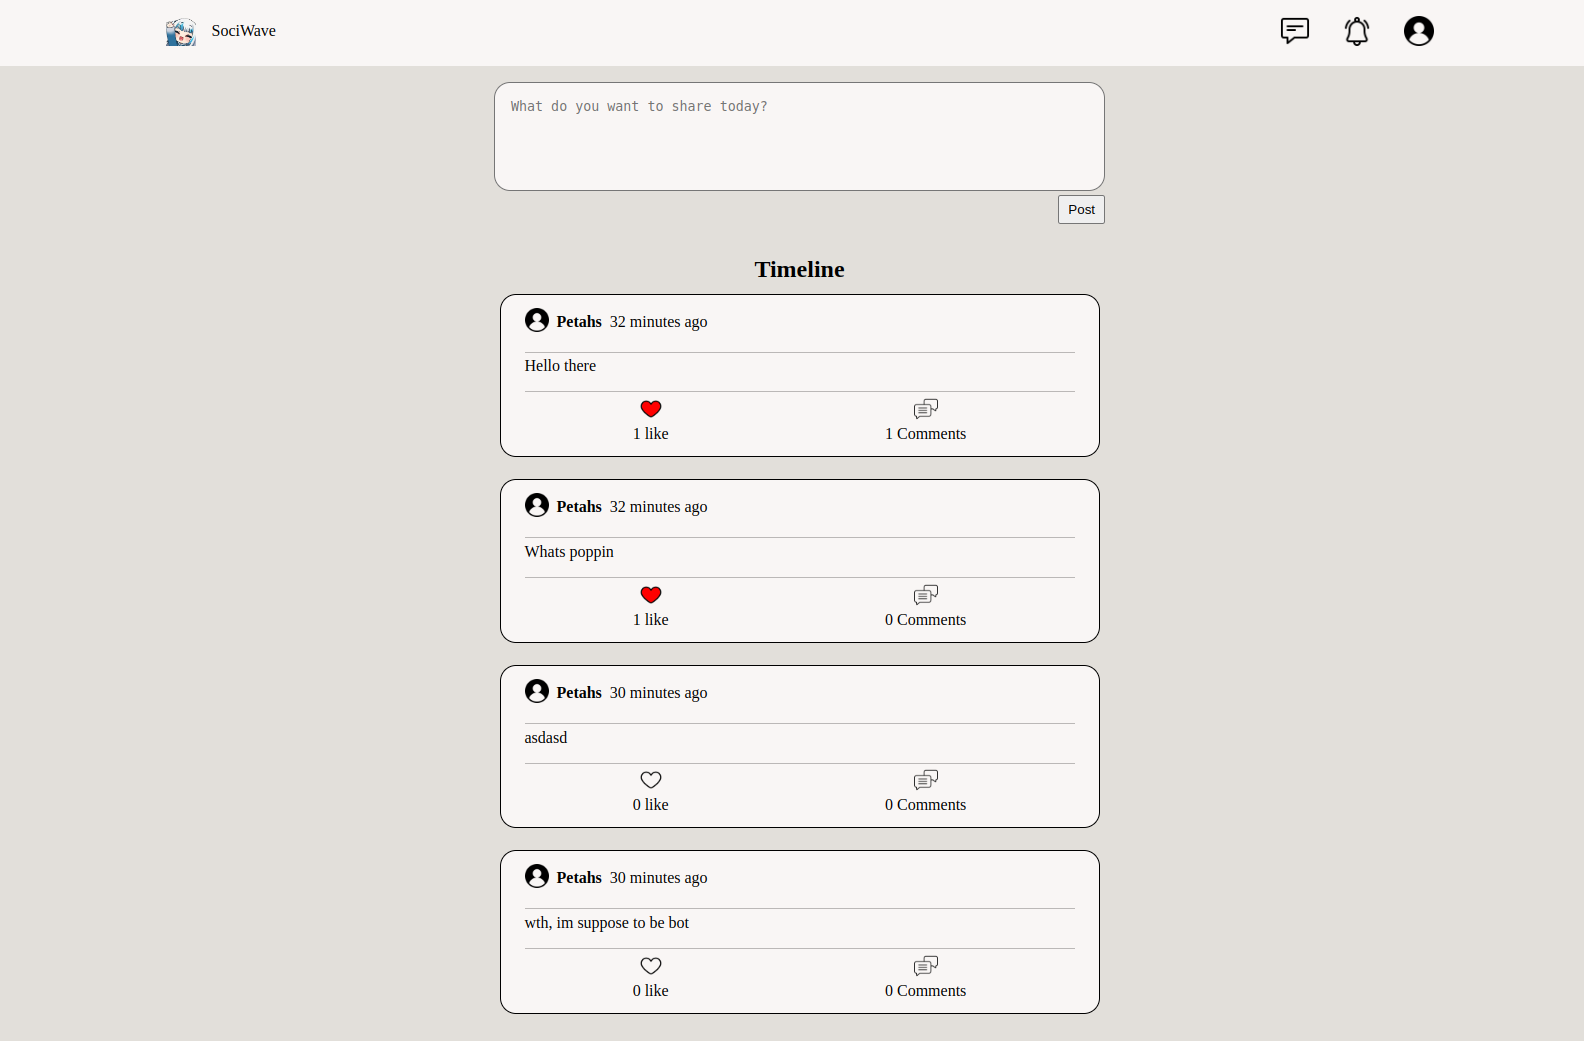 SociWave
What do you want to share today?
Post
Timeline
Petahs 32 minutes ago
Hello there
1 like 1 Comments
Petahs 32 minutes ago
Whats poppin
1 like 0 Comments
Petahs 30 minutes ago
asdasd
0 like 0 Comments
Petahs 30 minutes ago
wth, im suppose to be bot
0 like 0 Comments